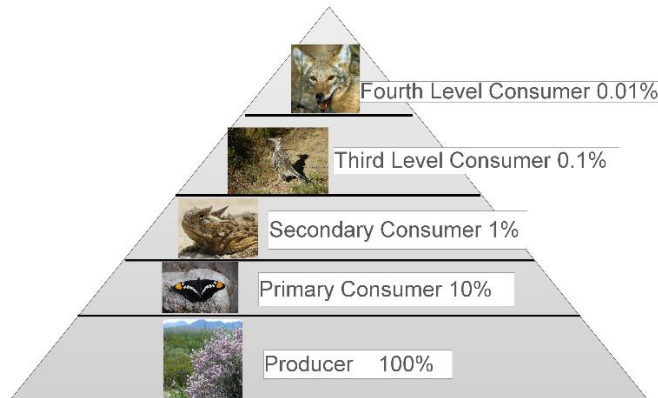 Fourth Level Consumer 0.01%
Third Level Consumer 0.1%
Secondary Consumer 1%
Primary Consumer 10%
Producer 100%